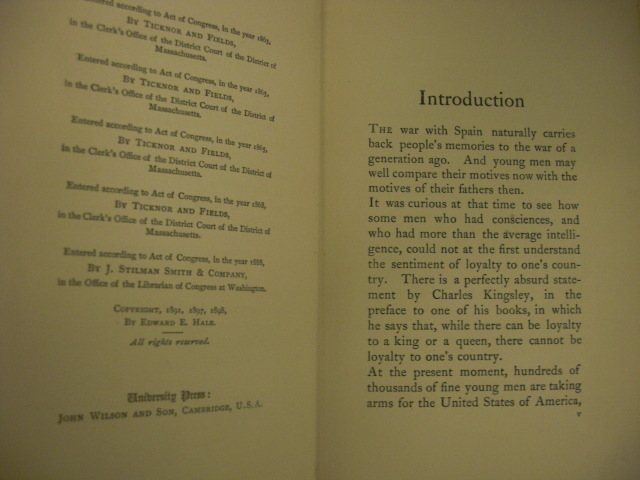 Entered according to Act of Congress, in the year 1863,
BY TICKNOR AND FIELDS,
in the Clerk's Office of the District Court of the District of
Massachusetta.
Entered according to Act of Congress, in the year 1863,
BY TICKNOR AND FIELDS,
in the Clerk's Office of the District Court of the District of
Massachusetts.
Entered according to Act of Congress, in the year 1865,
BY TICKNOR AND FIELDS,
in the Clerk's Office of the District Court of the District of
Massachusetts.
Entered according to Act of Congress, in the year 1868,
BY TICKNOR AND FIELDS,
in the Clerk's Office of the District Court of the District of
Massachusetts.
Entered according to Act of Congress, in the year 1888,
BY J. STILMAN SMITH & COMPANY,
in the Office of the Librarian of Congress at Washington.
COPYRIGHT, 1891, 1897, 1898,
BY EDWARD E. HALE.
All rights reserved.
University Press:
JOHN WILSON AND SON, CAMBRIDGE, U.S.A.
Introduction
THE war with Spain naturally carries
back people's memories to the war of a
generation ago. And young men may
well compare their motives now with the
motives of their fathers then.
It was curious at that time to see how
some men who had consciences, and
who had more than the average intelli-
gence, could not at the first understand
the sentiment of loyalty to one's coun-
try. There is a perfectly absurd state-
ment by Charles Kingsley, in the
preface to one of his books, in which
he says that, while there can be loyalty
to a king or a queen, there cannot be
loyalty to one's country.
At the present moment, hundreds of
thousands of fine young men are taking
arms for the United States of America,
v